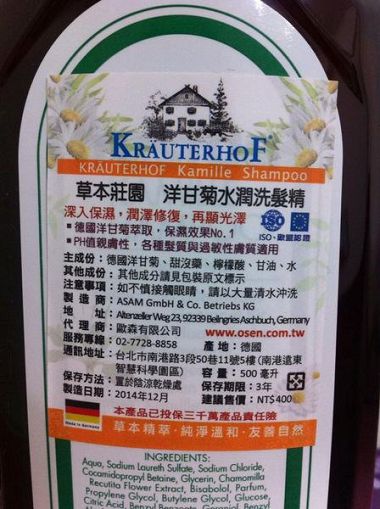 KRÄUTERHOF®
KRÄUTERHOF Kamille Shampoo
草本莊園 洋甘菊水潤洗髮精
深入保濕，潤澤修復，再顯光澤
▪德國洋甘菊萃取，保濕效果No.1
▪PH值親膚性，各種髮質與過敏性膚質適用
ISO
ISO、歐盟認證
主成份：德國洋甘菊、甜沒藥、檸檬酸、甘油、水
其他成份：其他成分請見包裝原文標示
注意事項：如不慎接觸眼睛，請以大量清水沖洗
製 造 商：ASAM GmbH & Co. Betriebs KG
地 址：Altenzeller Weg 23, 92339 Beilngries Aschbuch, Germany
代 理 商：歐森有限公司 www.osen.com.tw
服務專線：02-7728-8858 產 地：德國
通訊地址：台北市南港路3段50巷11號5樓(南港遠東
智慧科學園區) 容 量：500 毫升
保存方法：置於陰涼乾燥處 保存期限：3年
製造日期：2014年12月 建議售價：NT$400
Made in Germany
本產品已投保三千萬產品責任險
草本精萃·純淨溫和·友善自然
INGREDIENTS:
Aqua, Sodium Laureth Sulfate, Sodium Chloride,
Cocamidopropyl Betaine, Glycerin, Chamomilla
Recutita Flower Extract, Bisabolol, Parfum,
Propylene Glycol, Butylene Glycol, Glucose,
Citric Acid, Benzyl Benzoate, Geraniol, Benzyl